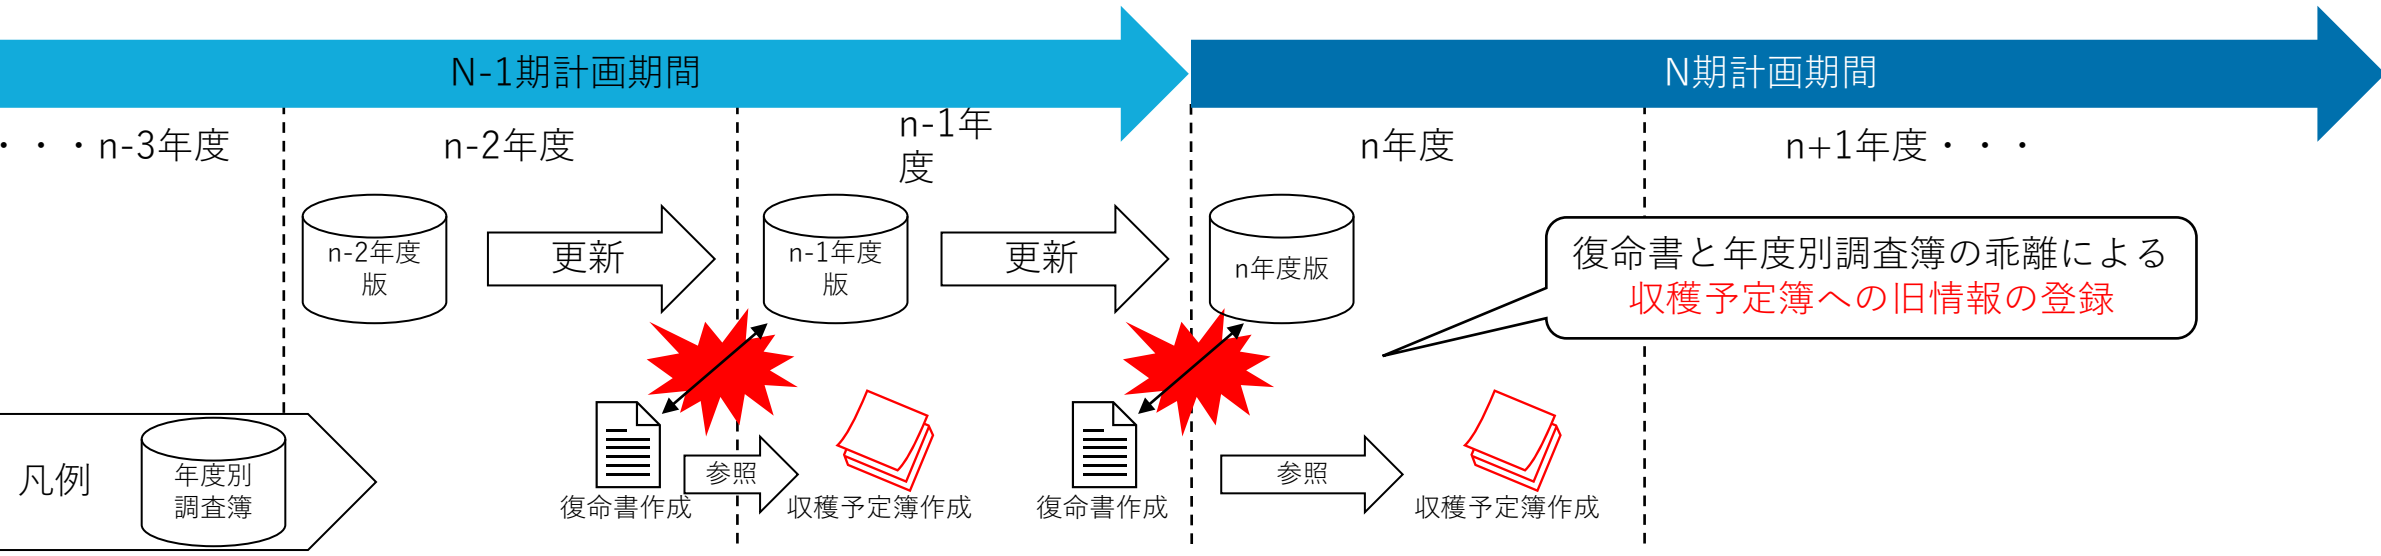 N-1期計画期間
N期計画期間
・・・n-3年度
n-2年度
n-1年
度
n年度
n+1年度・・・
n-2年度
版
更新
n-1年度
版
更新
n年度版
復命書と年度別調査簿の乖離による
収穫予定簿への旧情報の登録
凡例
年度別
調査簿
復命書作成
参照
収穫予定簿作成
復命書作成
参照
収穫予定簿作成